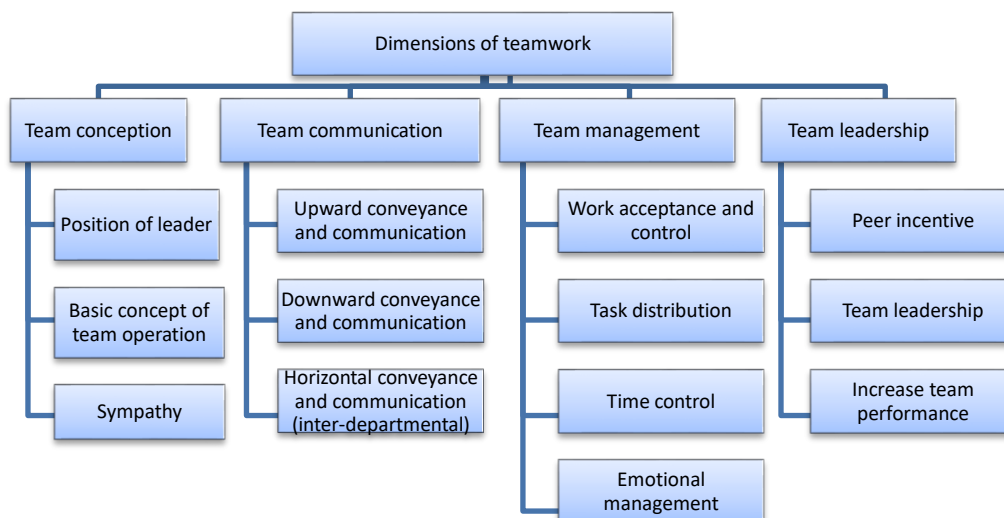 Dimensions of teamwork
Team conception
Team communication
Team management
Team leadership
Position of leader
Basic concept of
team operation
Sympathy
Upward conveyance
and communication
Downward conveyance
and communication
Horizontal conveyance
and communication
(inter-departmental)
Work acceptance and
control
Task distribution
Time control
Emotional
management
Peer incentive
Team leadership
Increase team
performance